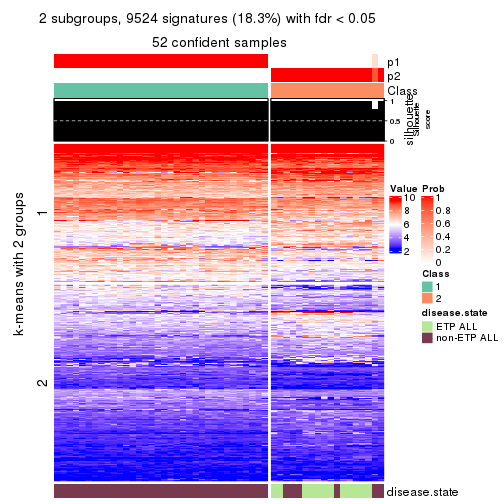 2 subgroups, 9524 signatures (18.3%) with fdr < 0.05
52 confident samples
p1
p2
Class
1
0.5
0
silhouette
Silhouette
score
k-means with 2 groups
1
2
Value
10
8
6
4
2
Prob
1
0.8
0.6
0.4
0.2
0
Class
1
2
disease.state
ETP ALL
non-ETP ALL
disease.state